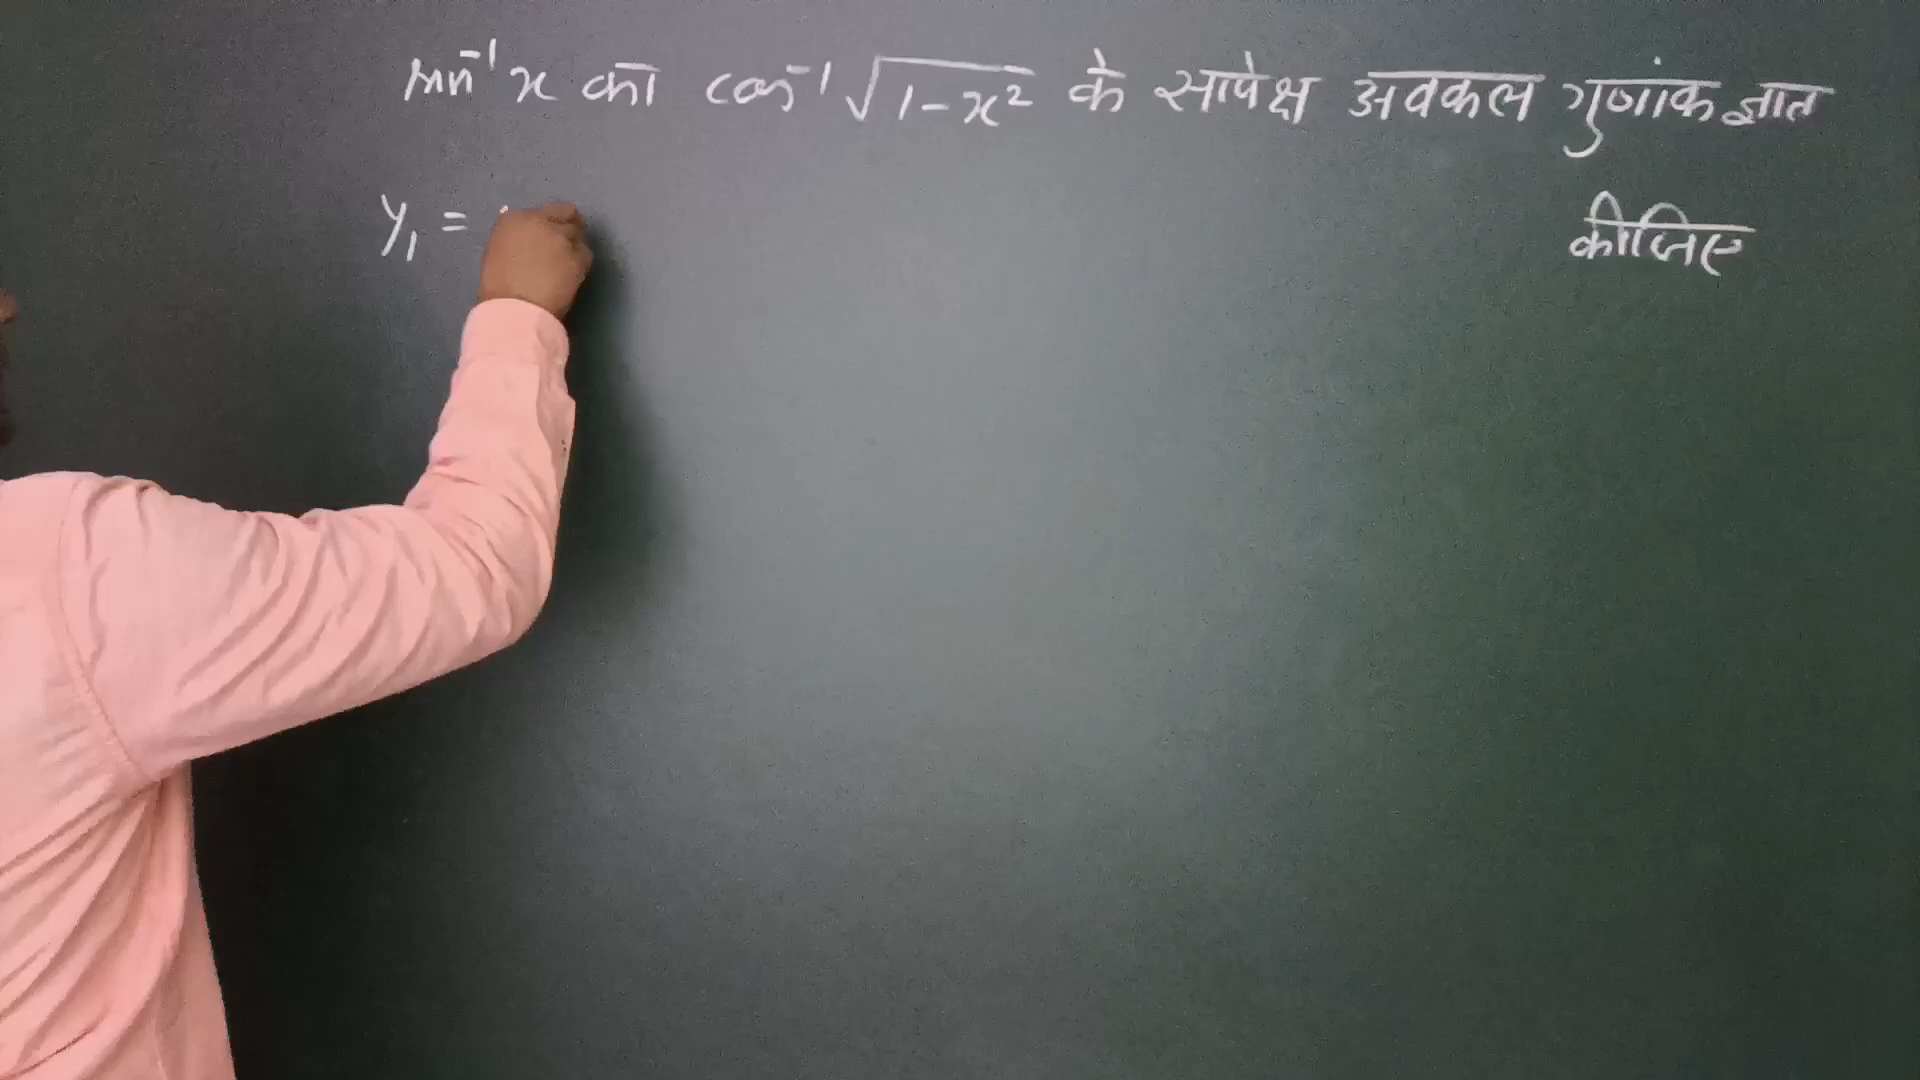 sin⁻¹x का cos⁻¹√(1-x²) के सापेक्ष अवकल गुणांक ज्ञात
कीजिए
y₁ =